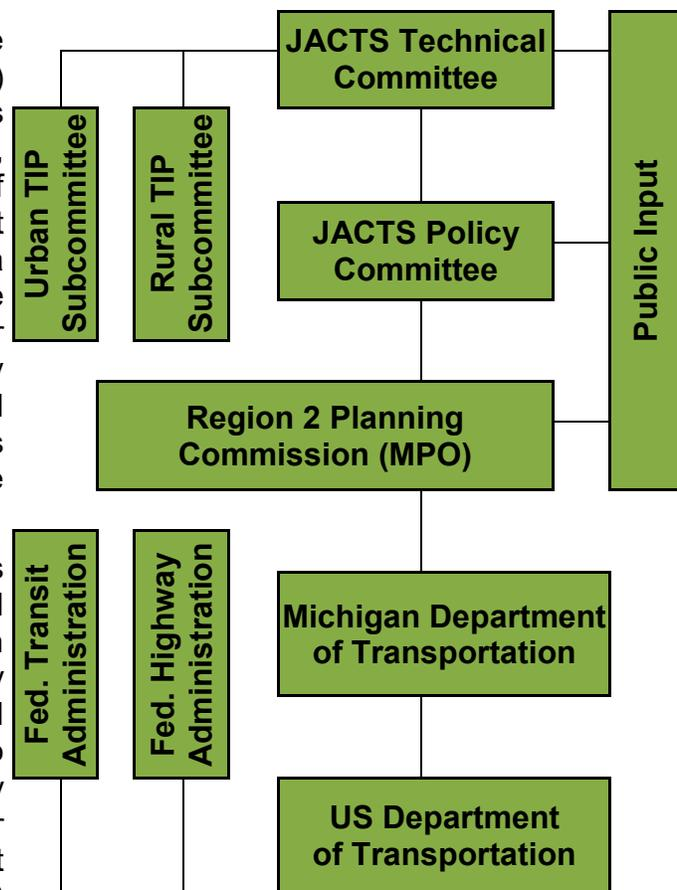 JACTS Technical
Committee
Urban TIP
Subcommittee
Rural TIP
Subcommittee
Public Input
JACTS Policy
Committee
Region 2 Planning
Commission (MPO)
Fed. Transit
Administration
Fed. Highway
Administration
Michigan Department
of Transportation
US Department
of Transportation